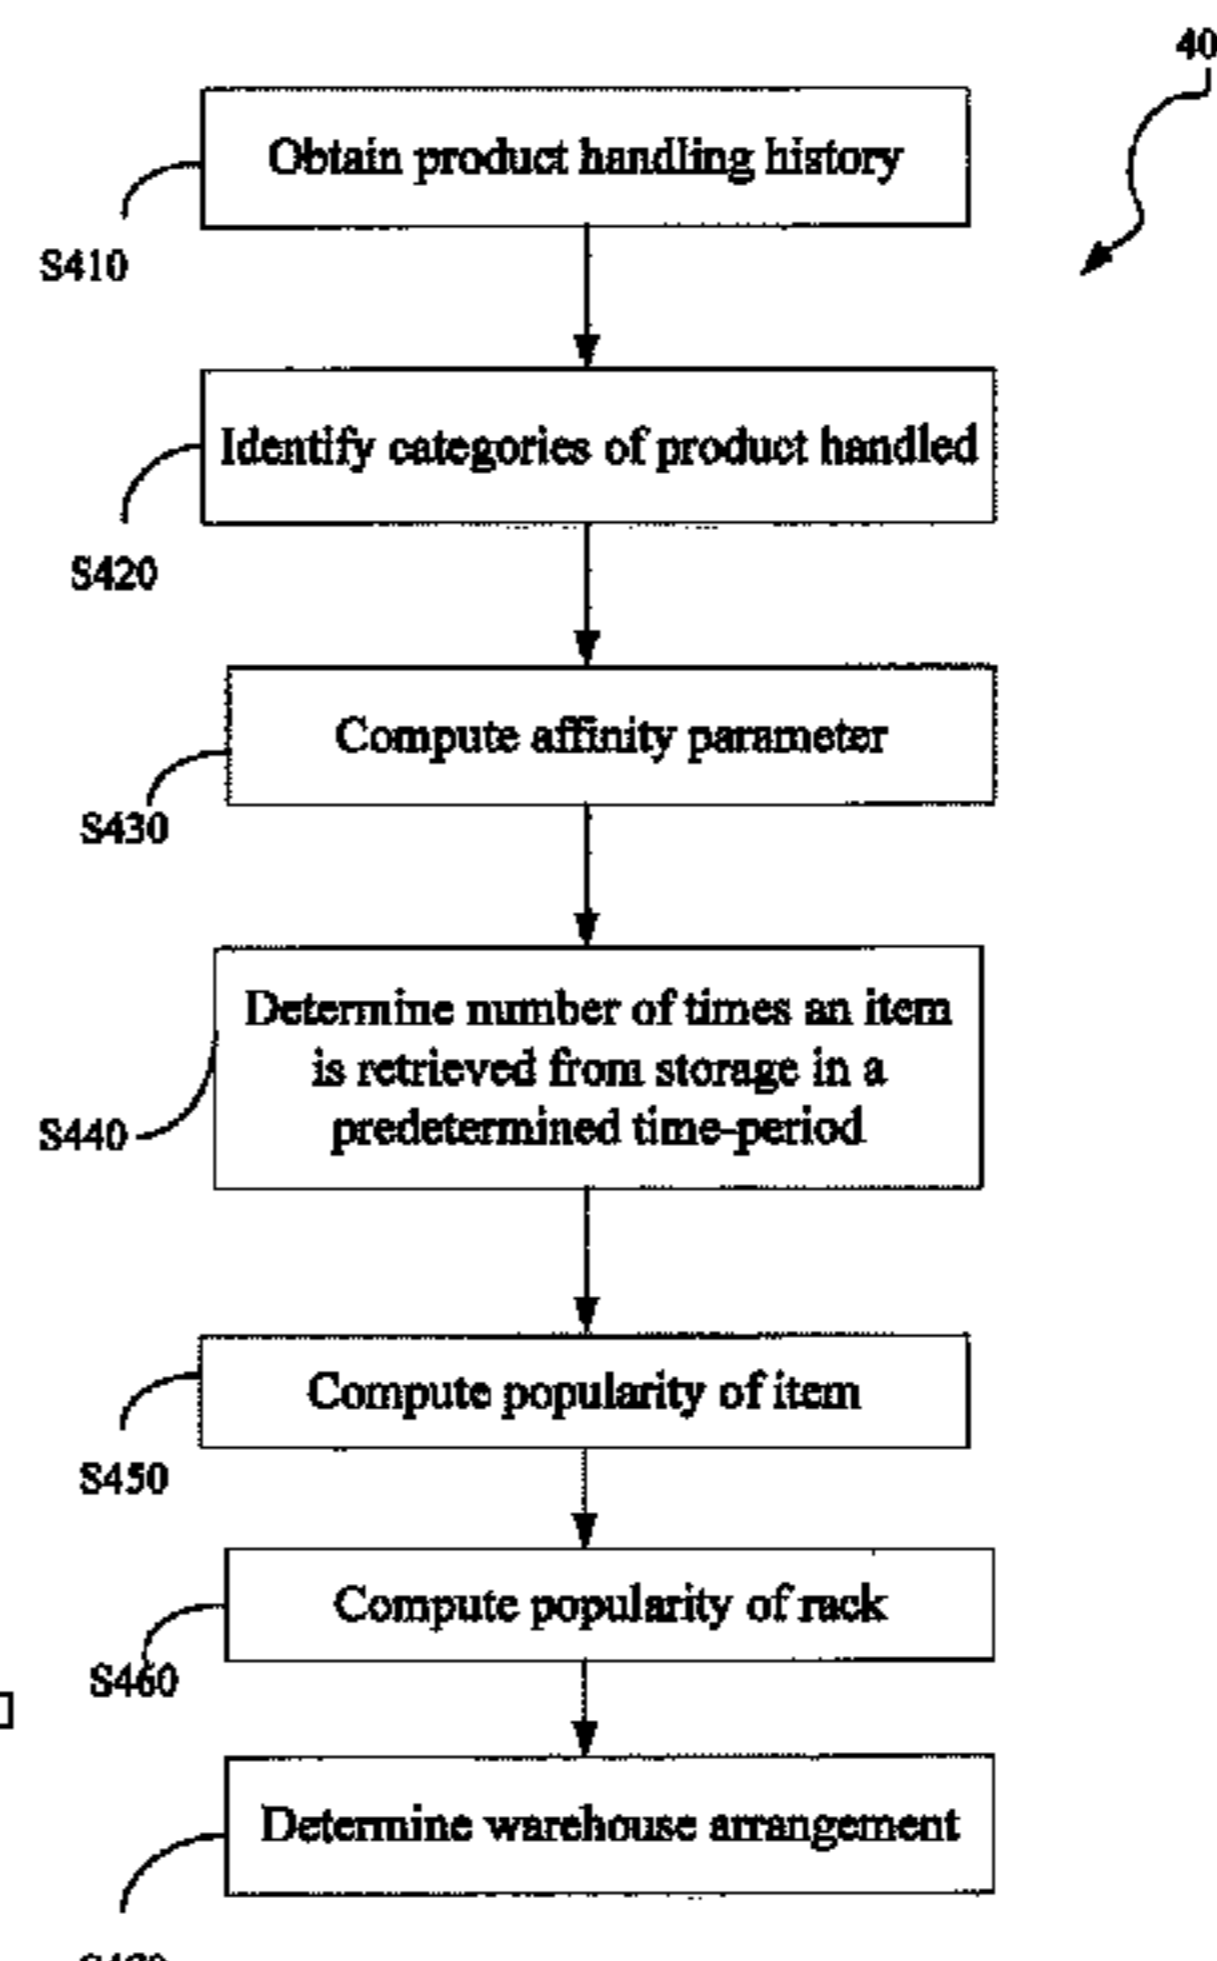 40
Obtain product handling history
S410
Identify categories of product handled
S420
Compute affinity parameter
S430
Determine number of times an item
is retrieved from storage in a
predetermined time-period
S440
Compute popularity of item
S450
Compute popularity of rack
S460
Determine warehouse arrangement